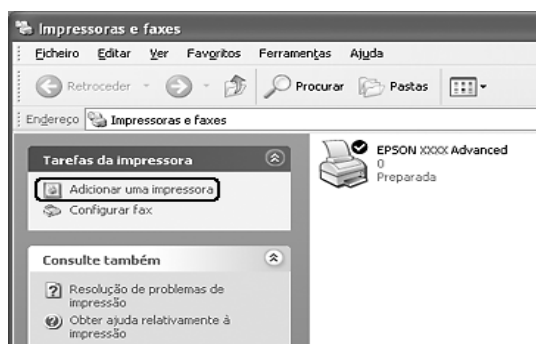 Impressoras e faxes
Ficheiro Editar Ver Favoritos Ferramentas Ajuda
Retroceder Procurar Pastas
Endereço Impressoras e faxes
Tarefas da impressora
Adicionar uma impressora
Configurar fax
Consulte também
Resolução de problemas de
impressão
Obter ajuda relativamente à
impressão
EPSON XXXX Advanced
0
Preparada